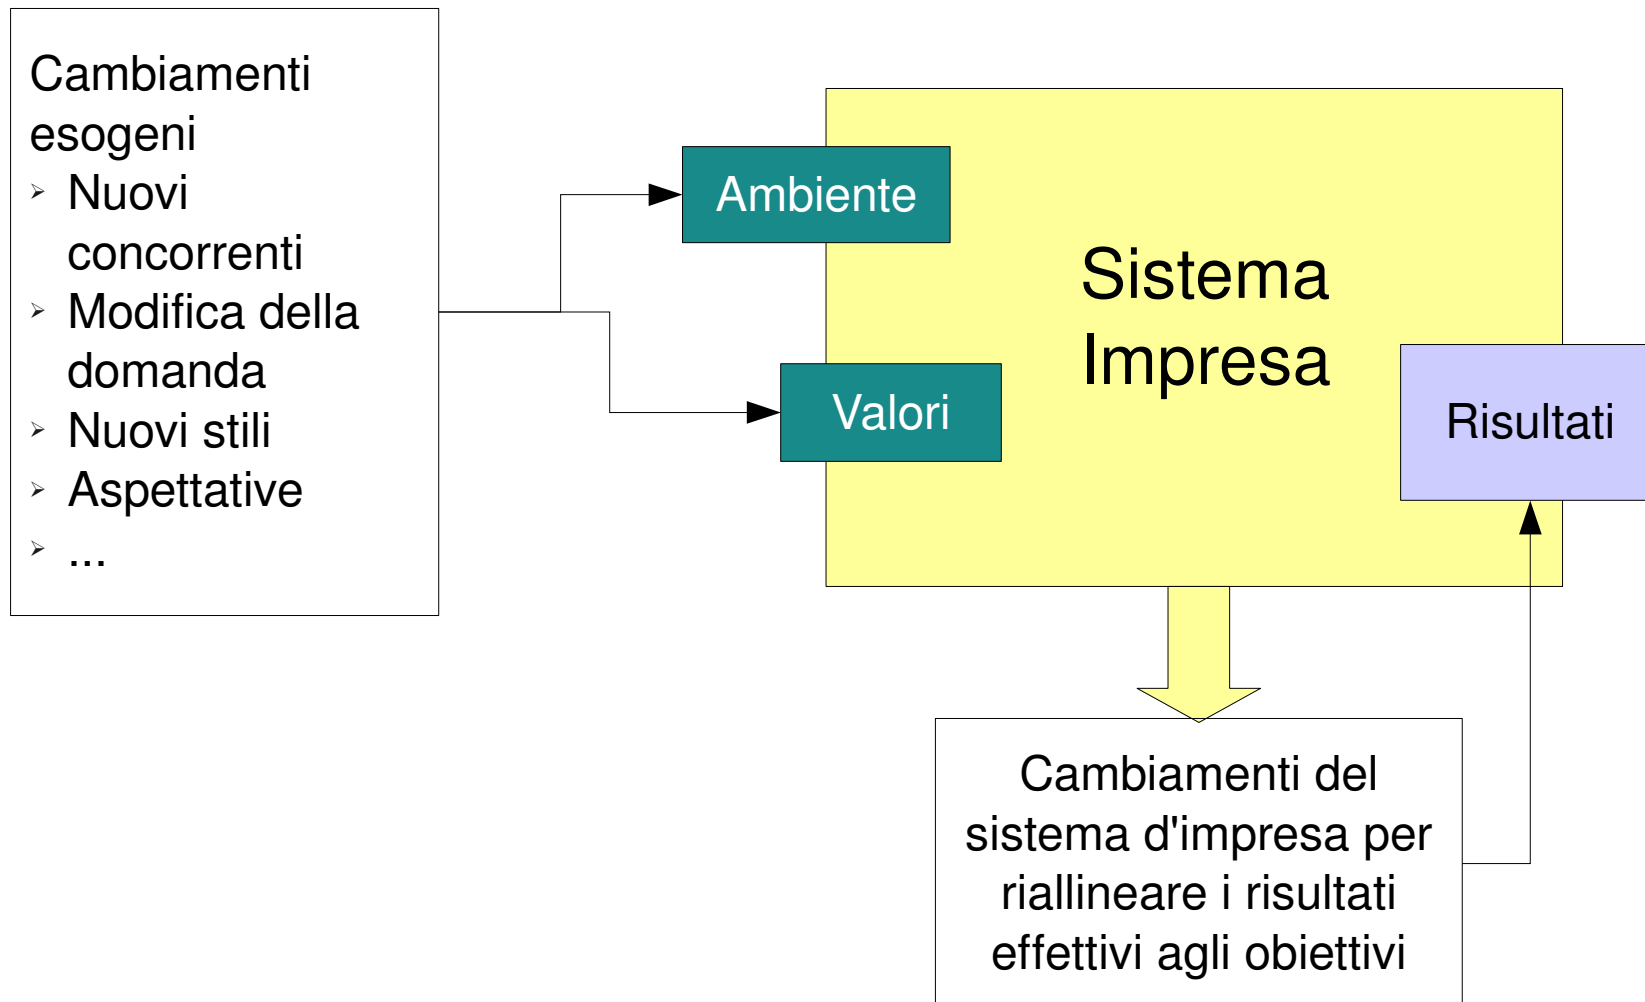 Cambiamenti
esogeni
➢ Nuovi
concorrenti
➢ Modifica della
domanda
➢ Nuovi stili
➢ Aspettative
➢ ...
Ambiente
Valori
Sistema
Impresa
Risultati
Cambiamenti del
sistema d'impresa per
riallineare i risultati
effettivi agli obiettivi